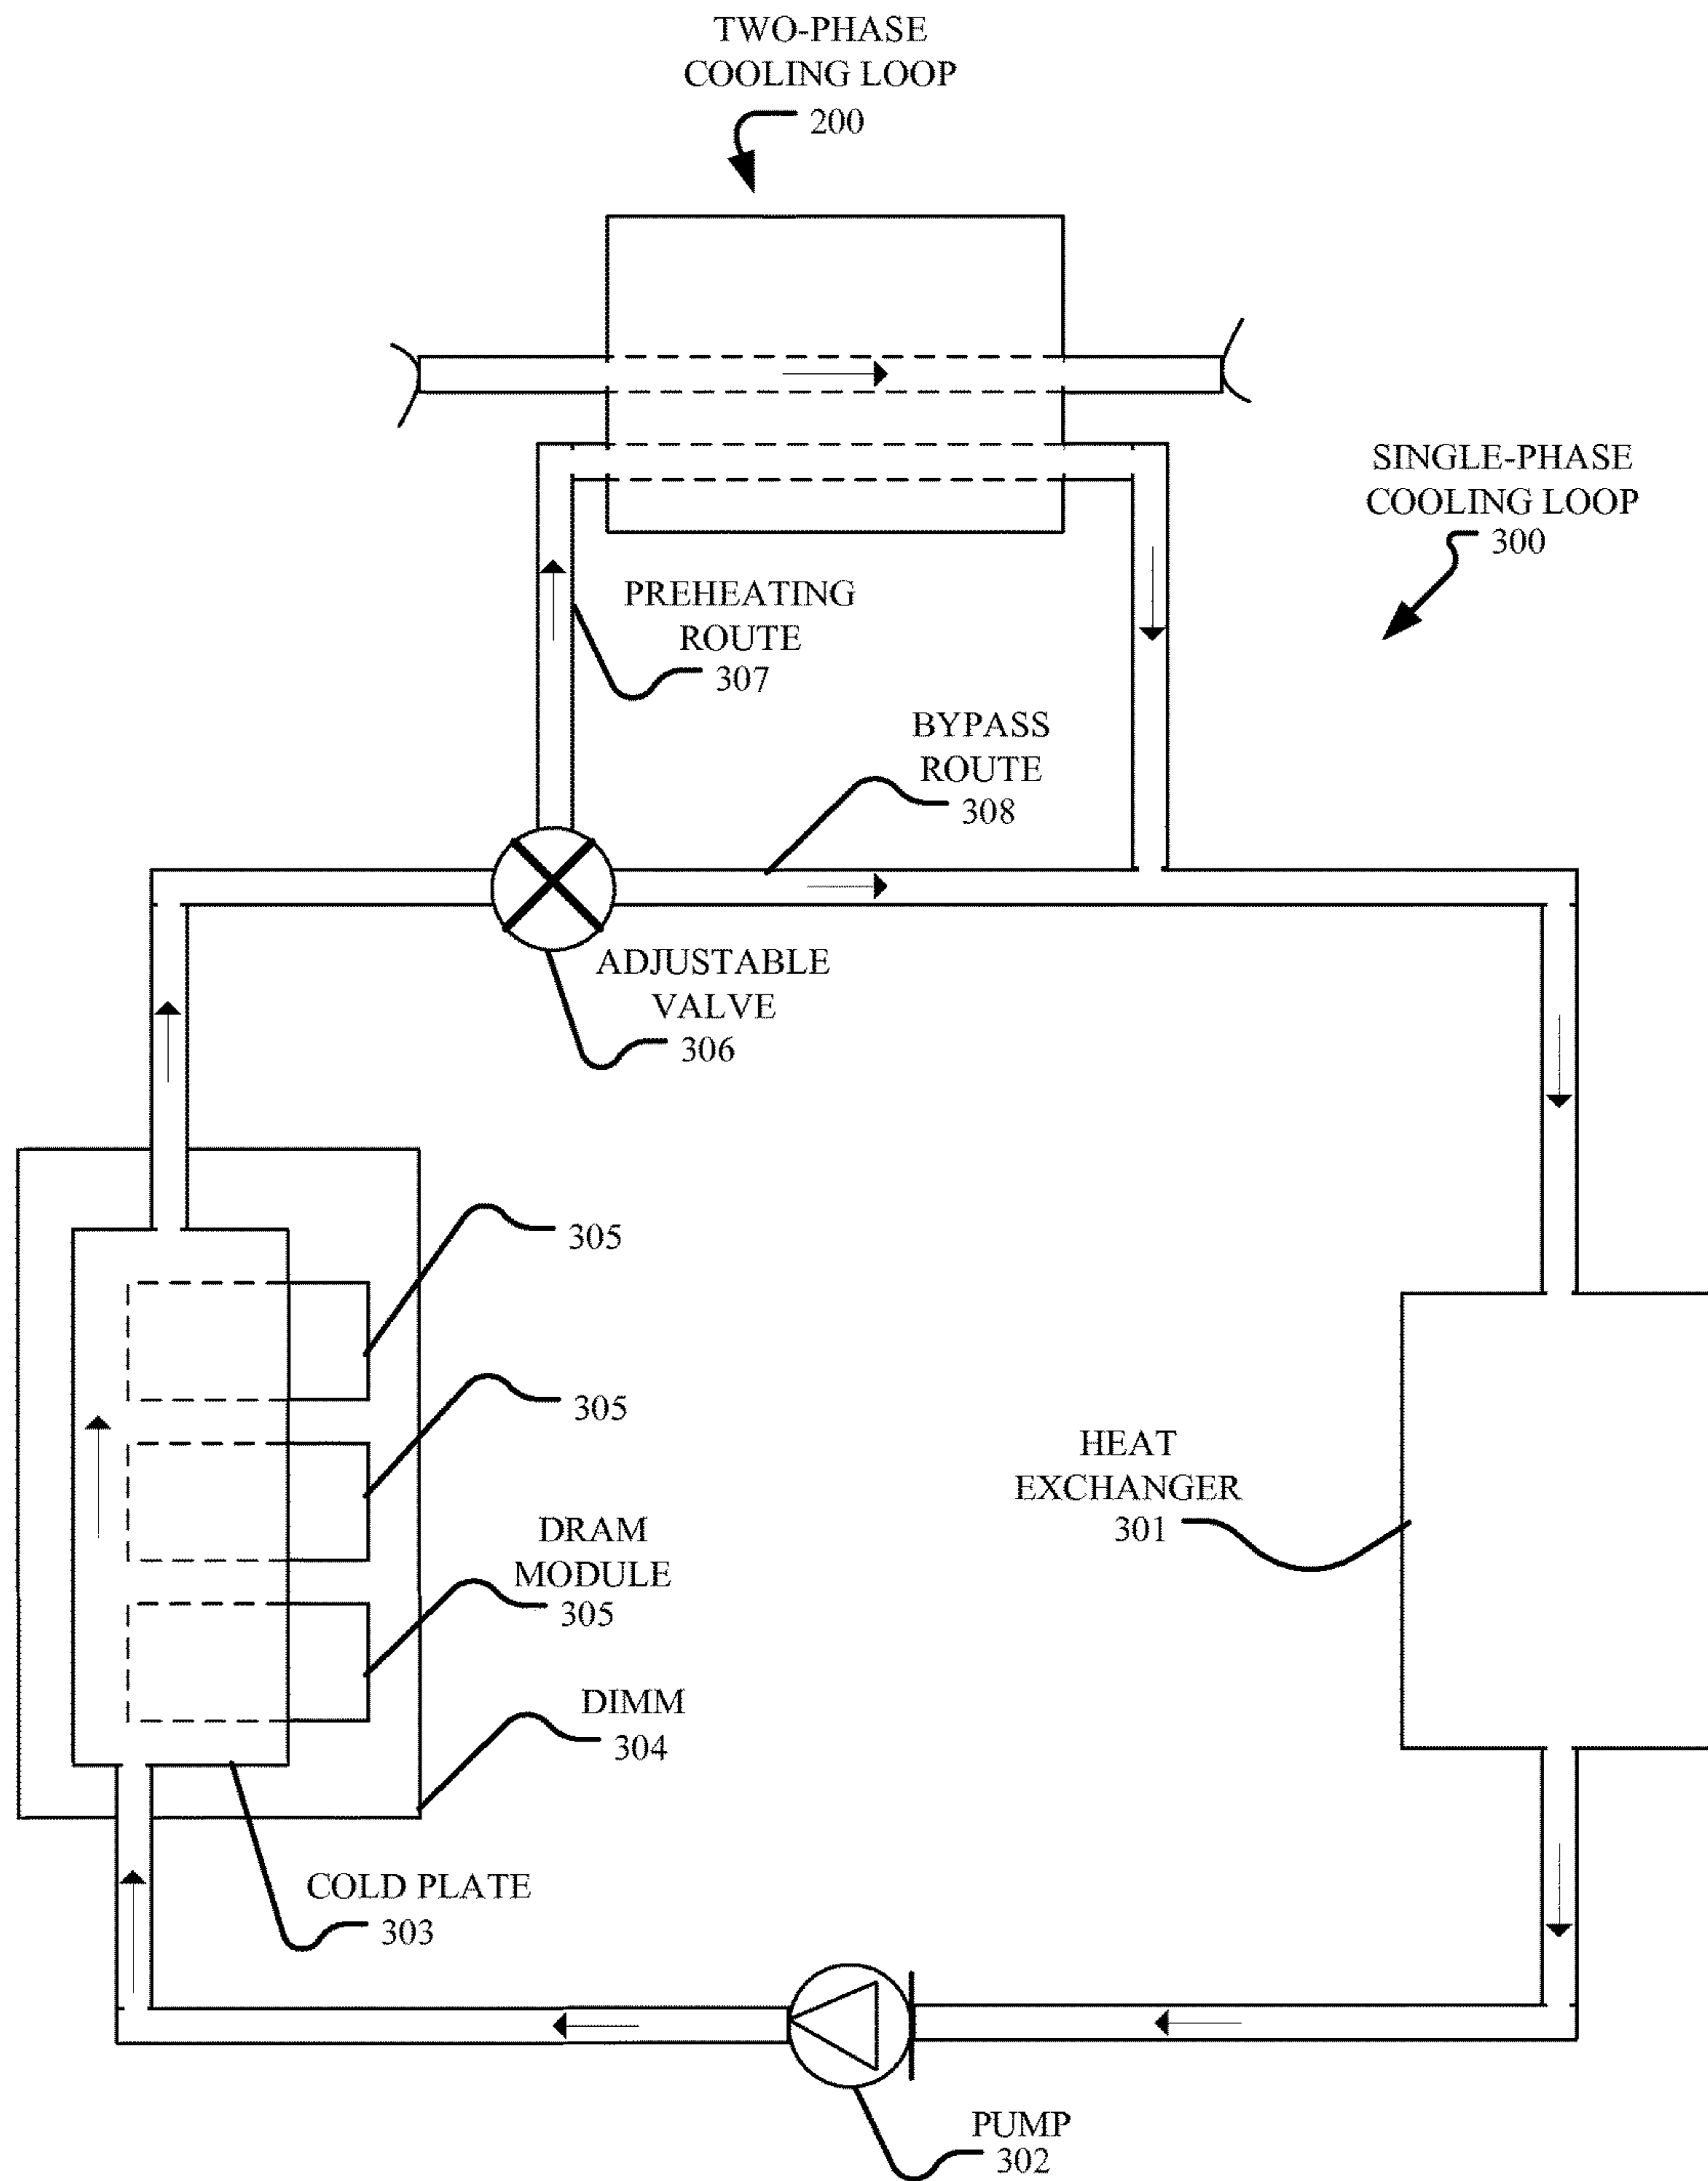 TWO-PHASE
COOLING LOOP
200
SINGLE-PHASE
COOLING LOOP
300
PREHEATING
ROUTE
307
BYPASS
ROUTE
308
ADJUSTABLE
VALVE
306
305
305
DRAM
MODULE
305
DIMM
304
HEAT
EXCHANGER
301
COLD PLATE
303
PUMP
302